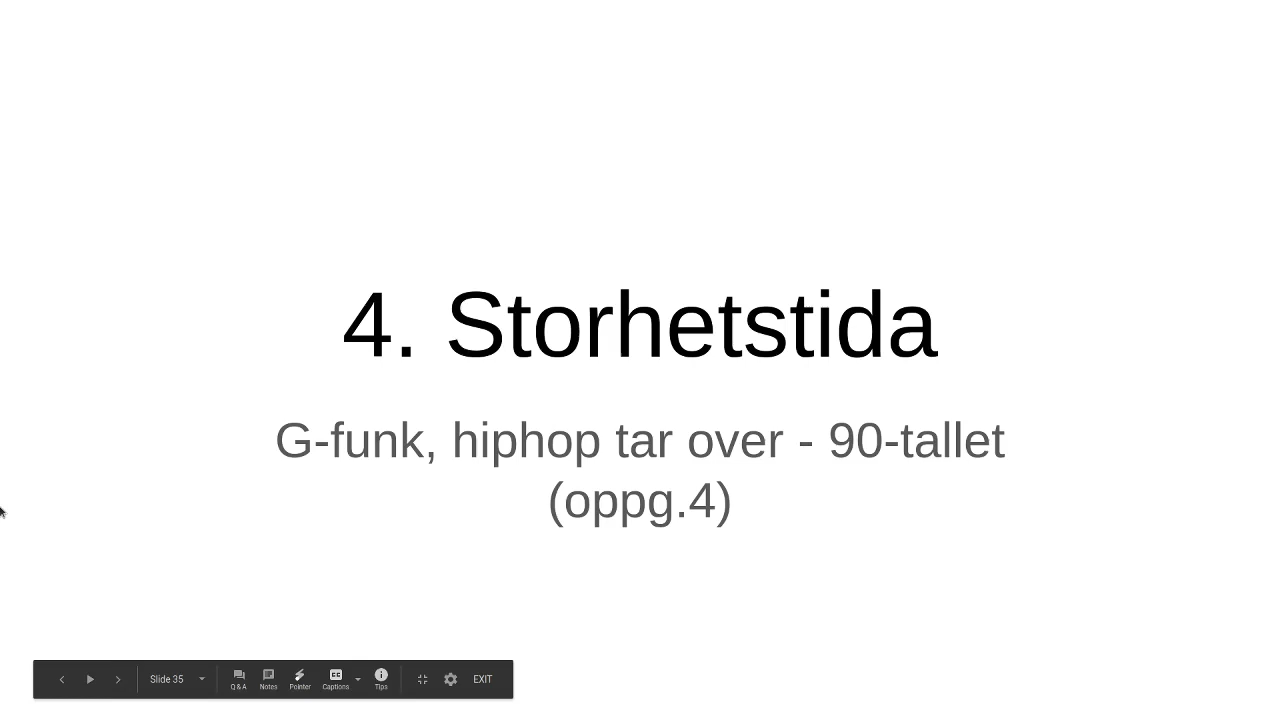 4. Storhetstida
G-funk, hiphop tar over - 90-tallet
(oppg.4)
Slide 35
Q & A
Notes
Pointer
Captions
Tips
EXIT